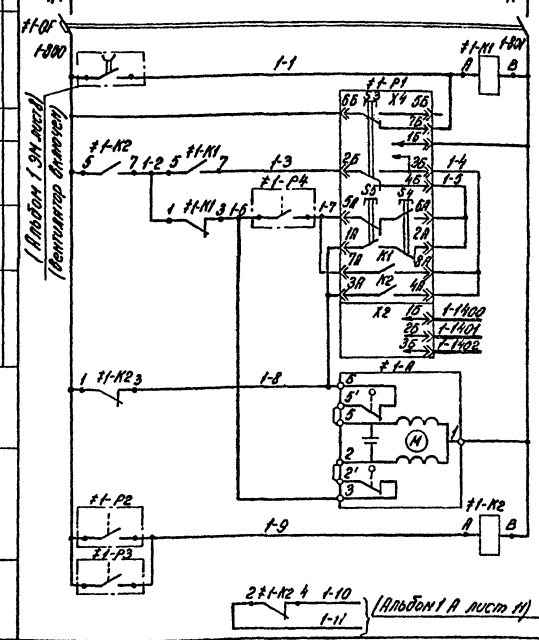 ≠1-QF
1-800
1-801
≠1-K1
A
B
1-1
≠1-P1
S3
X4
6Б
5Б
7Б
1Б
(Альбом 1 ЭМ лист 5)
(Вентилятор включен)
≠1-K2
5
7
1-2
5
≠1-K1
7
1-3
2Б
3Б
1-4
4Б
1-5
≠1-P4
1
≠1-K1
3
1-6
1-7
5А
S5
S4
6А
1А
2А
7А
K1
8А
3А
K2
4А
X2
1Б
1-1400
2Б
1-1401
3Б
1-1402
1
≠1-K2
3
1-8
≠1-A
6
5'
5
М
1
2
2'
3
≠1-P2
≠1-P3
1-9
≠1-K2
A
B
2
≠1-K2
4
1-10
1-11
(Альбом 1 А лист 11)